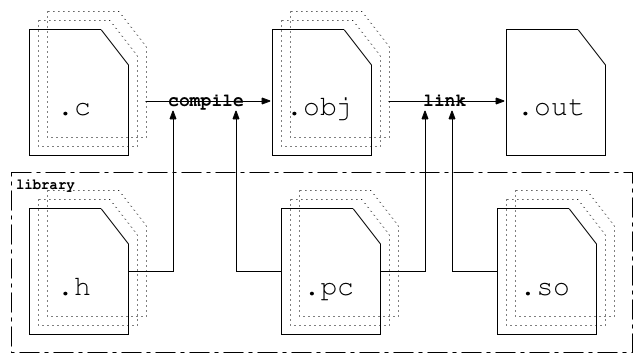 compile
link
.c
.obj
.out
library
.h
.pc
.so